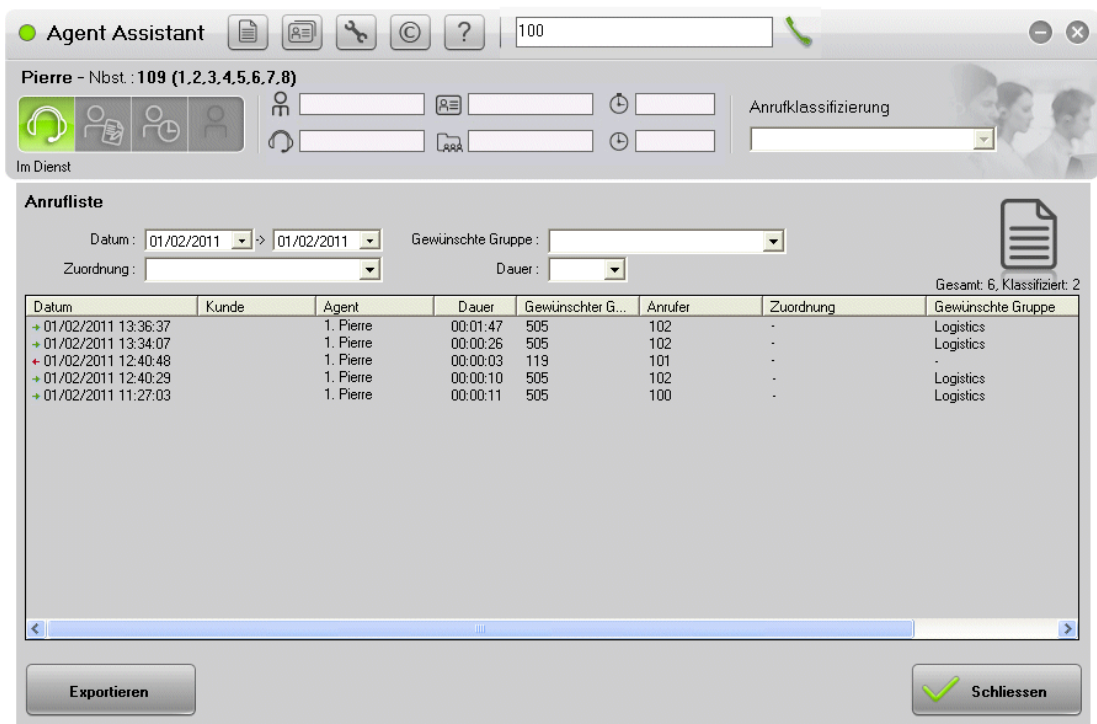 Agent Assistant © ? 100
Pierre - Nbst. : 109 (1,2,3,4,5,6,7,8)
Anrufklassifizierung
Im Dienst
Anrufliste
Datum : 01/02/2011 -> 01/02/2011 Gewünschte Gruppe :
Zuordnung : Dauer :
Gesamt: 6, Klassifiziert: 2
Datum Kunde Agent Dauer Gewünschter G... Anrufer Zuordnung Gewünschte Gruppe
01/02/2011 13:36:37 1. Pierre 00:01:47 505 102 - Logistics
01/02/2011 13:34:07 1. Pierre 00:00:26 505 102 - Logistics
01/02/2011 12:40:48 1. Pierre 00:00:03 119 101 - -
01/02/2011 12:40:29 1. Pierre 00:00:10 505 102 - Logistics
01/02/2011 11:27:03 1. Pierre 00:00:11 505 100 - Logistics
Exportieren Schliessen